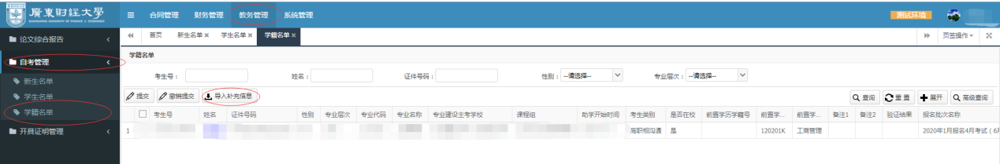 廣東財經大學
GUANGDONG UNIVERSITY OF FINANCE & ECONOMICS
合同管理 财务管理 教务管理 系统管理
测试环境
论文综合报告
首页 新生名单 学生名单 学籍名单
页签操作
自考管理
学籍名单
新生名单
学生名单
学籍名单
开具证明管理
考生号： 姓名： 证件号码： 性别： --请选择-- 专业层次： --请选择--
提交 撤销提交 导入补充信息
查询 重置 展开 高级查询
考生号 姓名 证件号码 性别 专业层次 专业代码 专业名称 专业建设主考学校 课程组 助学开始时间 考生类别 是否在校 前置学历学籍号 前置学... 前置学... 备注1 备注2 验证结果 报名批次名称
1 高职相沟通 是 120201K 工商管理 2020年1月报名4月考试（6月